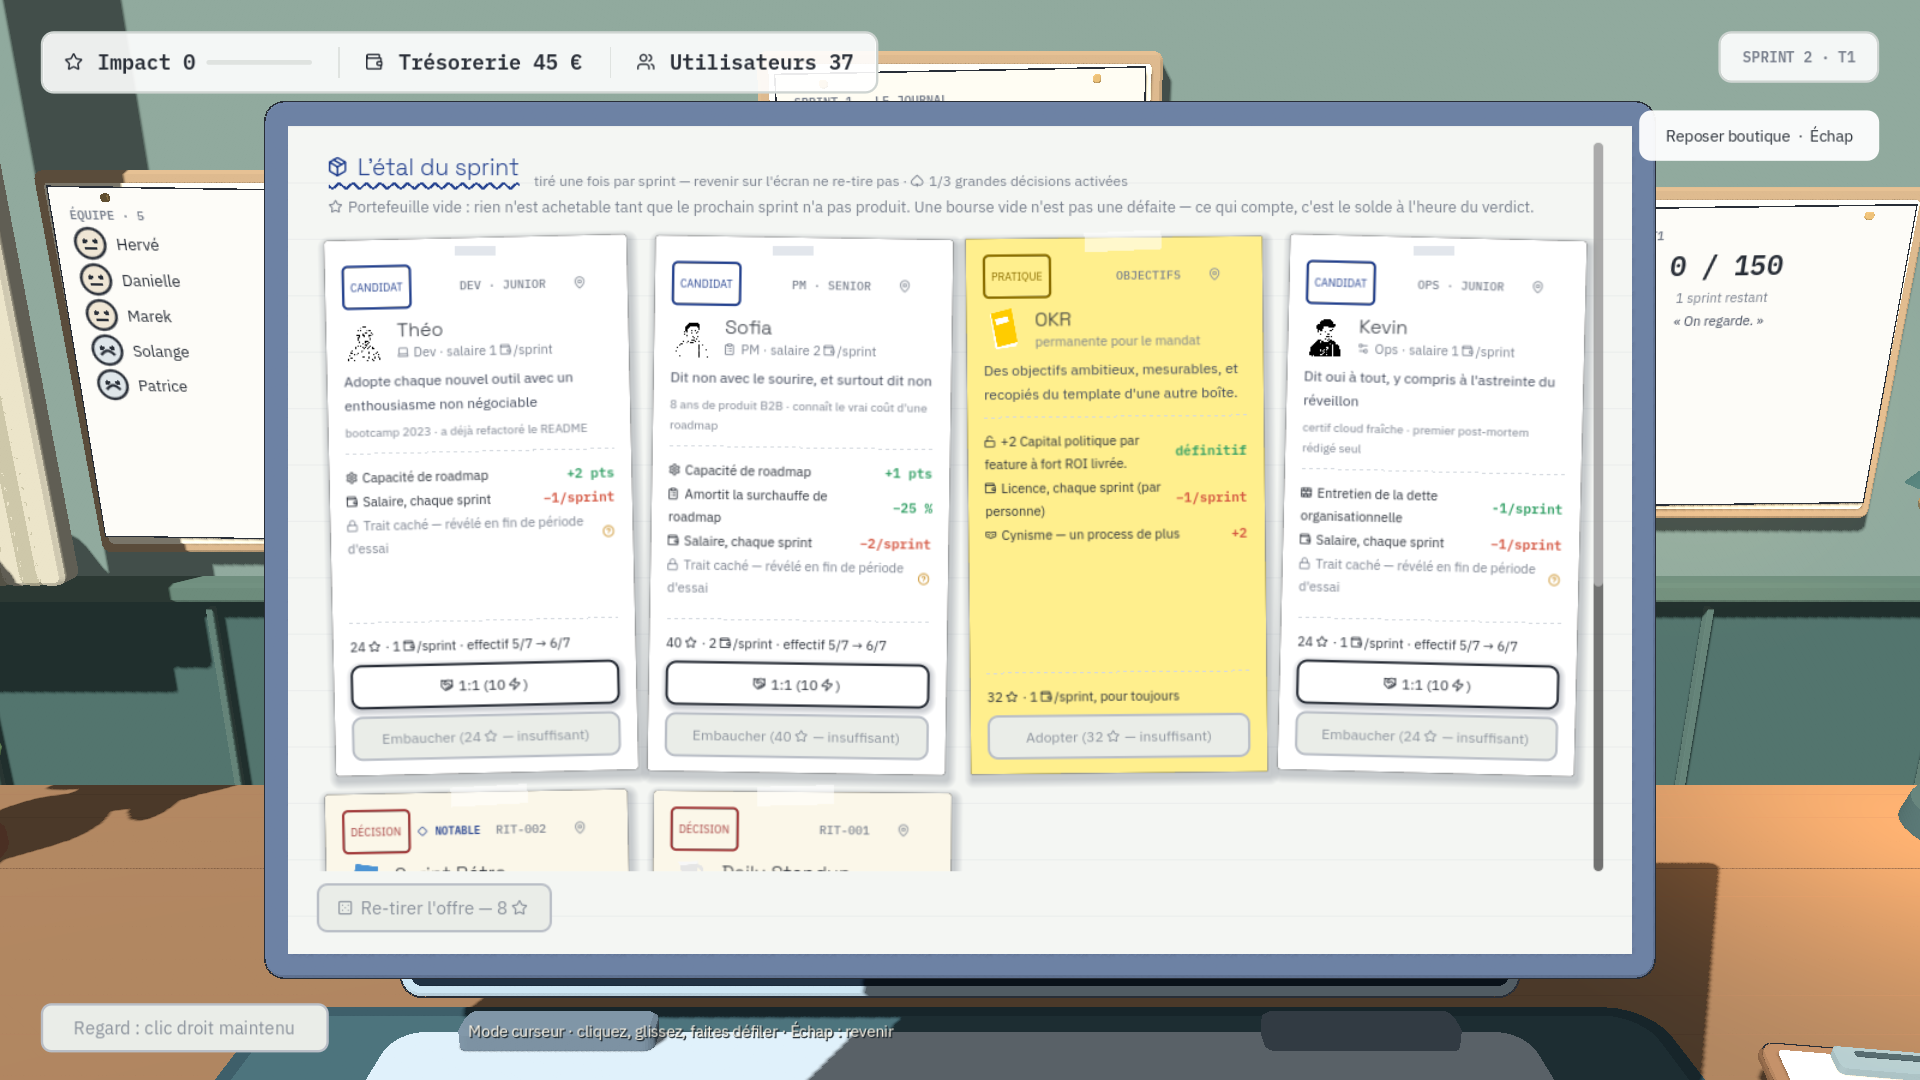 Impact 0
Trésorerie 45 €
Utilisateurs 37
SPRINT 2 · T1
Reposer boutique · Échap
SPRINT 1 LE JOURNAL
ÉQUIPE · 5
Hervé
Danielle
Marek
Solange
Patrice
T1
0 / 150
1 sprint restant
« On regarde. »
L'étal du sprint
tiré une fois par sprint — revenir sur l'écran ne re-tire pas · 1/3 grandes décisions activées
Portefeuille vide : rien n'est achetable tant que le prochain sprint n'a pas produit. Une bourse vide n'est pas une défaite — ce qui compte, c'est le solde à l'heure du verdict.
CANDIDAT
DEV · JUNIOR
Théo
Dev · salaire 1 /sprint
Adopte chaque nouvel outil avec un
enthousiasme non négociable
bootcamp 2023 · a déjà refactoré le README
Capacité de roadmap +2 pts
Salaire, chaque sprint −1/sprint
Trait caché — révélé en fin de période
d'essai
24 · 1 /sprint · effectif 5/7 → 6/7
1:1 (10 )
Embaucher (24 — insuffisant)
CANDIDAT
PM · SENIOR
Sofia
PM · salaire 2 /sprint
Dit non avec le sourire, et surtout dit non
8 ans de produit B2B · connaît le vrai coût d'une
roadmap
Capacité de roadmap +1 pts
Amortit la surchauffe de
roadmap −25 %
Salaire, chaque sprint −2/sprint
Trait caché — révélé en fin de période
d'essai
40 · 2 /sprint · effectif 5/7 → 6/7
1:1 (10 )
Embaucher (40 — insuffisant)
PRATIQUE
OBJECTIFS
OKR
permanente pour le mandat
Des objectifs ambitieux, mesurables, et
recopiés du template d'une autre boîte.
+2 Capital politique par
feature à fort ROI livrée. définitif
Licence, chaque sprint (par
personne) −1/sprint
Cynisme — un process de plus +2
32 · 1 /sprint, pour toujours
Adopter (32 — insuffisant)
CANDIDAT
OPS · JUNIOR
Kevin
Ops · salaire 1 /sprint
Dit oui à tout, y compris à l'astreinte du
réveillon
certif cloud fraîche · premier post-mortem
rédigé seul
Entretien de la dette
organisationnelle -1/sprint
Salaire, chaque sprint −1/sprint
Trait caché — révélé en fin de période
d'essai
24 · 1 /sprint · effectif 5/7 → 6/7
1:1 (10 )
Embaucher (24 — insuffisant)
DÉCISION
NOTABLE
RIT-002
Sprint Rétro
DÉCISION
RIT-001
Daily Standup
Re-tirer l'offre — 8
Regard : clic droit maintenu
Mode curseur · cliquez, glissez, faites défiler · Échap : revenir